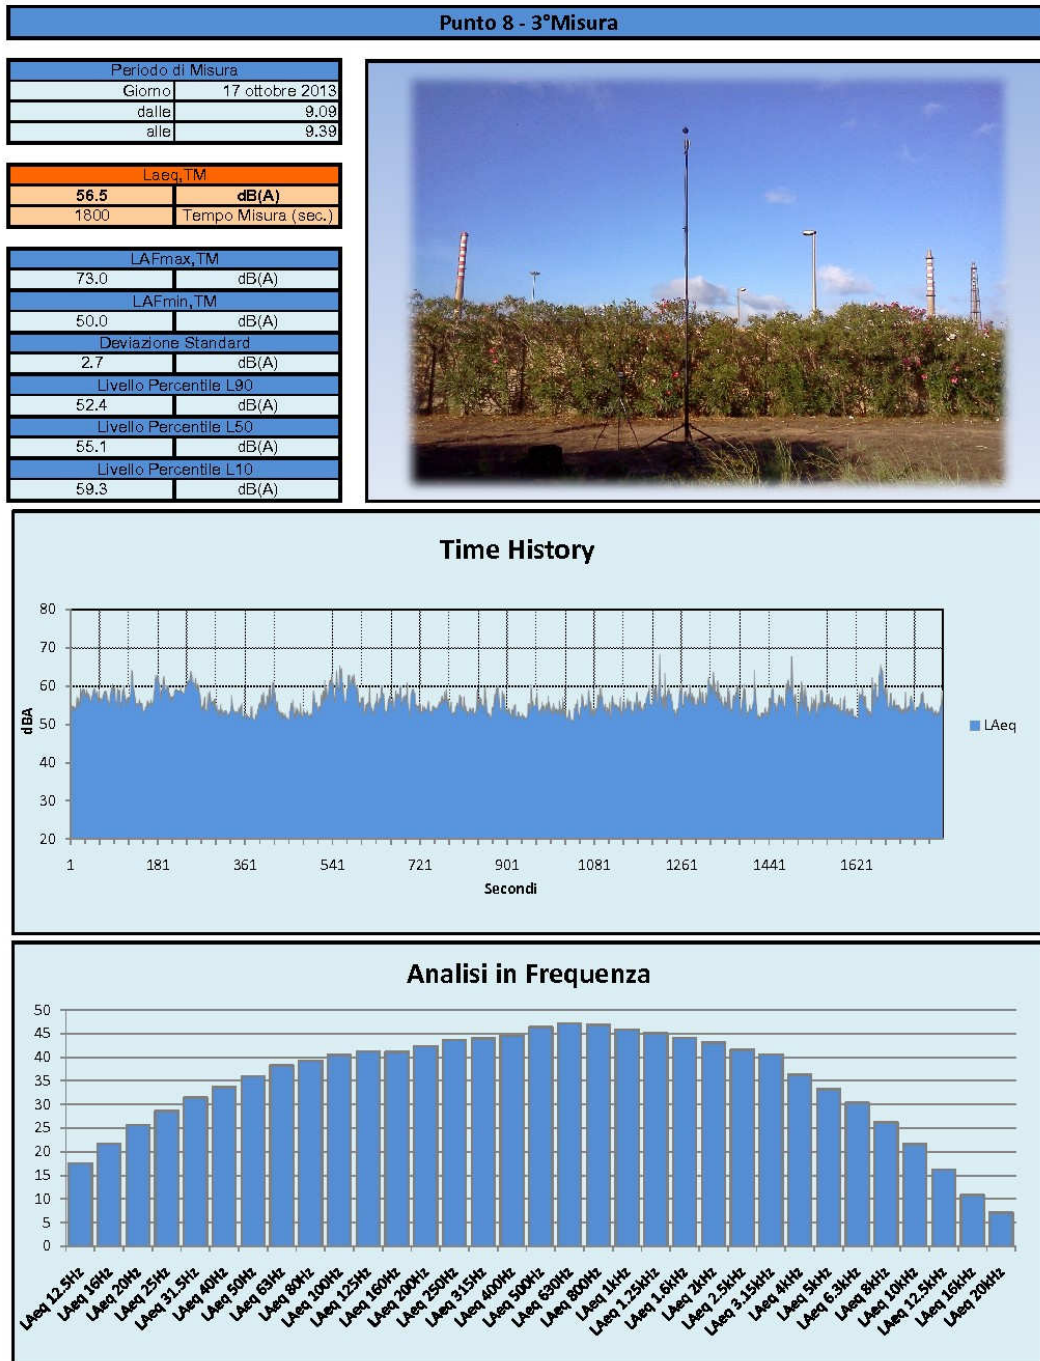 Punto 8 - 3°Misura
Periodo di Misura
Giorno 17 ottobre 2013
dalle 9.09
alle 9.39
Laeq,TM
56.5 dB(A)
1800 Tempo Misura (sec.)
LAFmax,TM
73.0 dB(A)
LAFmin,TM
50.0 dB(A)
Deviazione Standard
2.7 dB(A)
Livello Percentile L90
52.4 dB(A)
Livello Percentile L50
55.1 dB(A)
Livello Percentile L10
59.3 dB(A)
Time History
80
70
60
50
40
30
20
dBA
1 181 361 541 721 901 1081 1261 1441 1621
Secondi
LAeq
Analisi in Frequenza
50
45
40
35
30
25
20
15
10
5
0
LAeq 12.5Hz
LAeq 16Hz
LAeq 20Hz
LAeq 25Hz
LAeq 31.5Hz
LAeq 40Hz
LAeq 50Hz
LAeq 63Hz
LAeq 80Hz
LAeq 100Hz
LAeq 125Hz
LAeq 160Hz
LAeq 200Hz
LAeq 250Hz
LAeq 315Hz
LAeq 400Hz
LAeq 500Hz
LAeq 630Hz
LAeq 800Hz
LAeq 1kHz
LAeq 1.25kHz
LAeq 1.6kHz
LAeq 2kHz
LAeq 2.5kHz
LAeq 3.15kHz
LAeq 4kHz
LAeq 5kHz
LAeq 6.3kHz
LAeq 8kHz
LAeq 10kHz
LAeq 12.5kHz
LAeq 16kHz
LAeq 20kHz